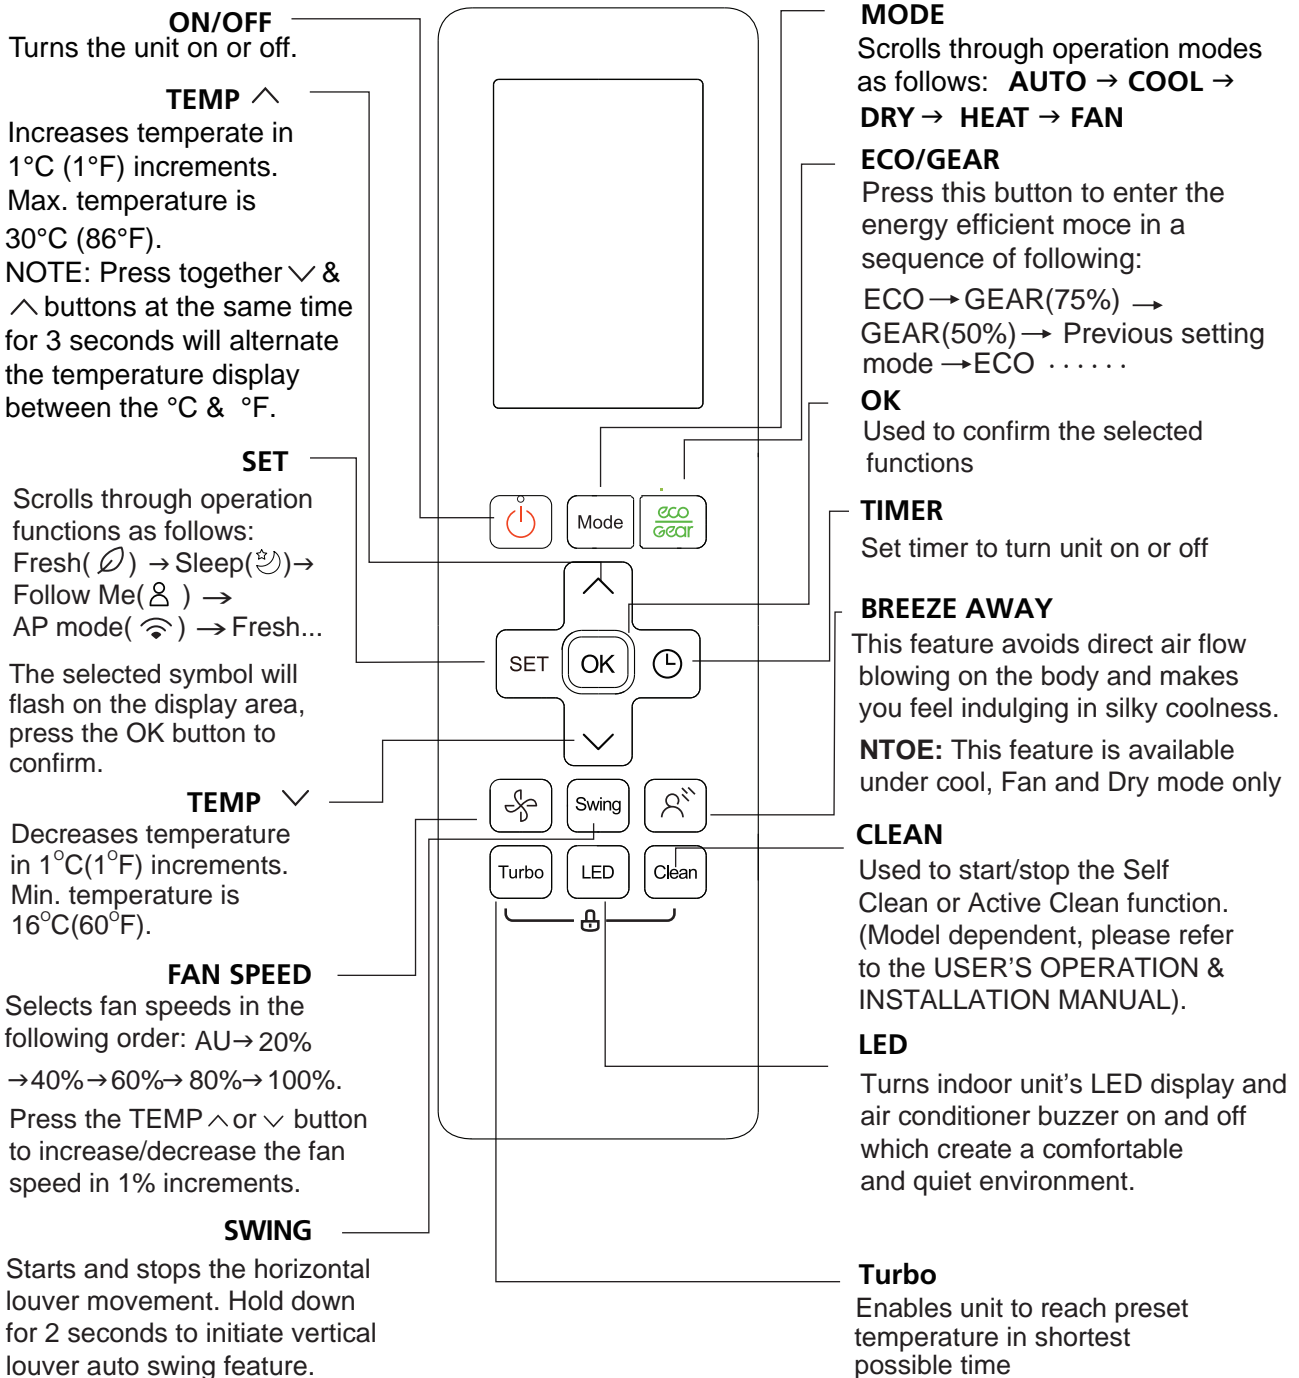 ON/OFF
Turns the unit on or off.
TEMP ︿
Increases temperate in
1°C (1°F) increments.
Max. temperature is
30°C (86°F).
NOTE: Press together ﹀ &
︿ buttons at the same time
for 3 seconds will alternate
the temperature display
between the °C & °F.
SET
Scrolls through operation
functions as follows:
Fresh( ) → Sleep( ) →
Follow Me( ) →
AP mode( ) → Fresh...
The selected symbol will
flash on the display area,
press the OK button to
confirm.
TEMP ﹀
Decreases temperature
in 1°C(1°F) increments.
Min. temperature is
16°C(60°F).
FAN SPEED
Selects fan speeds in the
following order: AU→20%
→40%→60%→80%→100%.
Press the TEMP ︿ or ﹀ button
to increase/decrease the fan
speed in 1% increments.
SWING
Starts and stops the horizontal
louver movement. Hold down
for 2 seconds to initiate vertical
louver auto swing feature.
Mode
eco
gear
SET
OK
Swing
Turbo
LED
Clean
MODE
Scrolls through operation modes
as follows: AUTO → COOL →
DRY → HEAT → FAN
ECO/GEAR
Press this button to enter the
energy efficient moce in a
sequence of following:
ECO → GEAR(75%) →
GEAR(50%) → Previous setting
mode → ECO ······
OK
Used to confirm the selected
functions
TIMER
Set timer to turn unit on or off
BREEZE AWAY
This feature avoids direct air flow
blowing on the body and makes
you feel indulging in silky coolness.
NTOE: This feature is available
under cool, Fan and Dry mode only
CLEAN
Used to start/stop the Self
Clean or Active Clean function.
(Model dependent, please refer
to the USER'S OPERATION &
INSTALLATION MANUAL).
LED
Turns indoor unit's LED display and
air conditioner buzzer on and off
which create a comfortable
and quiet environment.
Turbo
Enables unit to reach preset
temperature in shortest
possible time